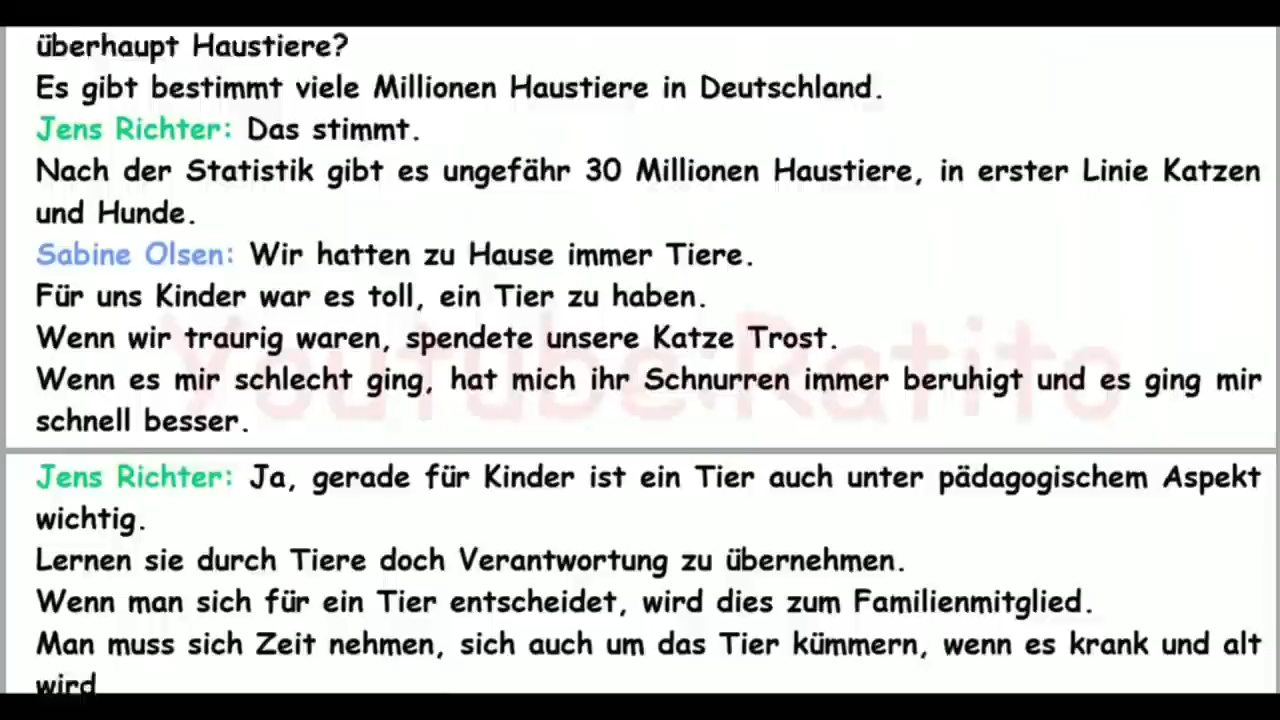 überhaupt Haustiere?
Es gibt bestimmt viele Millionen Haustiere in Deutschland.
Jens Richter: Das stimmt.
Nach der Statistik gibt es ungefähr 30 Millionen Haustiere, in erster Linie Katzen
und Hunde.
Sabine Olsen: Wir hatten zu Hause immer Tiere.
Für uns Kinder war es toll, ein Tier zu haben.
Wenn wir traurig waren, spendete unsere Katze Trost.
Youtube:Ratito
Wenn es mir schlecht ging, hat mich ihr Schnurren immer beruhigt und es ging mir
schnell besser.
Jens Richter: Ja, gerade für Kinder ist ein Tier auch unter pädagogischem Aspekt
wichtig.
Lernen sie durch Tiere doch Verantwortung zu übernehmen.
Wenn man sich für ein Tier entscheidet, wird dies zum Familienmitglied.
Man muss sich Zeit nehmen, sich auch um das Tier kümmern, wenn es krank und alt
wird